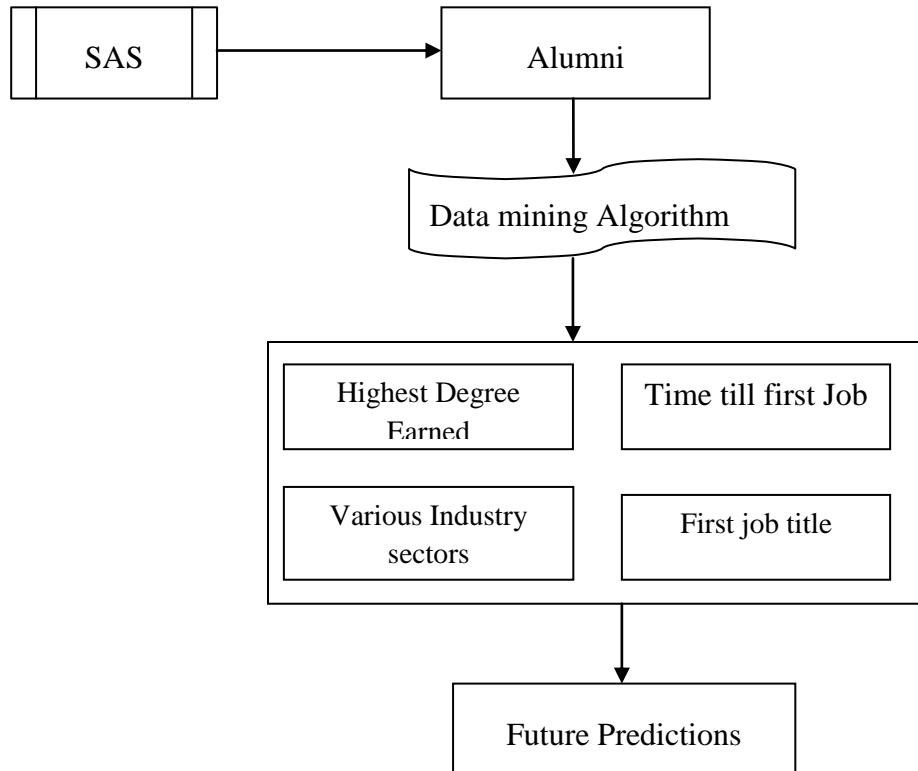 SAS
Alumni
Data mining Algorithm
Highest Degree
Earned
Time till first Job
Various Industry
sectors
First job title
Future Predictions